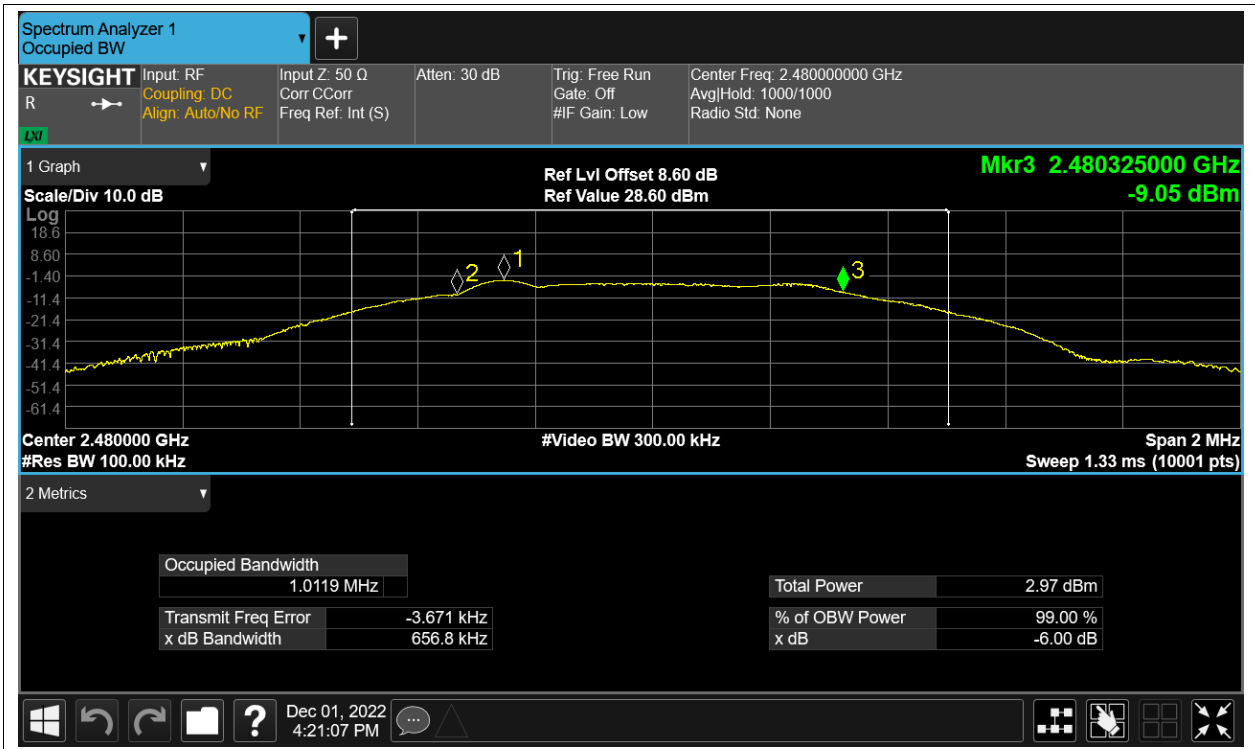 Spectrum Analyzer 1
Occupied BW
KEYSIGHT
R
LXI
Input: RF
Coupling: DC
Align: Auto/No RF
Input Z: 50 Ω
Corr CCorr
Freq Ref: Int (S)
Atten: 30 dB
Trig: Free Run
Gate: Off
#IF Gain: Low
Center Freq: 2.480000000 GHz
Avg|Hold: 1000/1000
Radio Std: None
1 Graph
Scale/Div 10.0 dB
Ref Lvl Offset 8.60 dB
Ref Value 28.60 dBm
Mkr3 2.480325000 GHz
-9.05 dBm
Log
18.6
8.60
-1.40
-11.4
-21.4
-31.4
-41.4
-51.4
-61.4
2
1
3
Center 2.480000 GHz
#Res BW 100.00 kHz
#Video BW 300.00 kHz
Span 2 MHz
Sweep 1.33 ms (10001 pts)
2 Metrics
Occupied Bandwidth
1.0119 MHz
Transmit Freq Error -3.671 kHz
x dB Bandwidth 656.8 kHz
Total Power 2.97 dBm
% of OBW Power 99.00 %
x dB -6.00 dB
?
Dec 01, 2022
4:21:07 PM